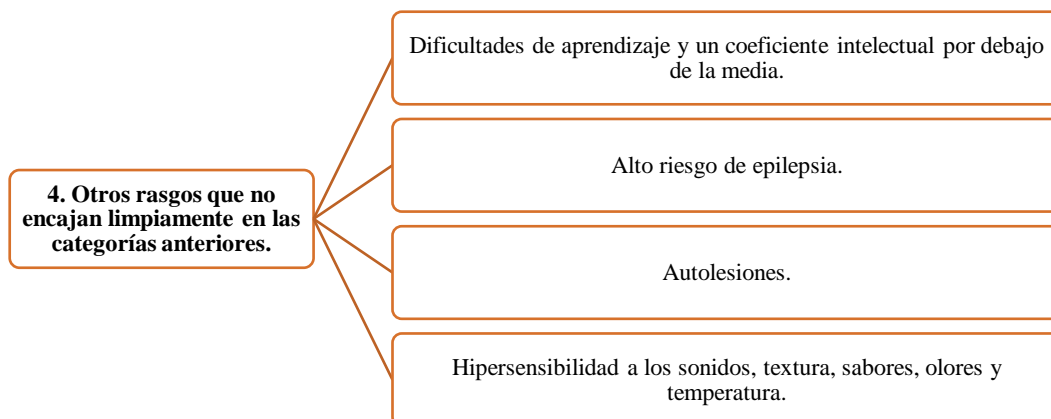 4. Otros rasgos que no
encajan limpiamente en las
categorías anteriores.
Dificultades de aprendizaje y un coeficiente intelectual por debajo
de la media.
Alto riesgo de epilepsia.
Autolesiones.
Hipersensibilidad a los sonidos, textura, sabores, olores y
temperatura.